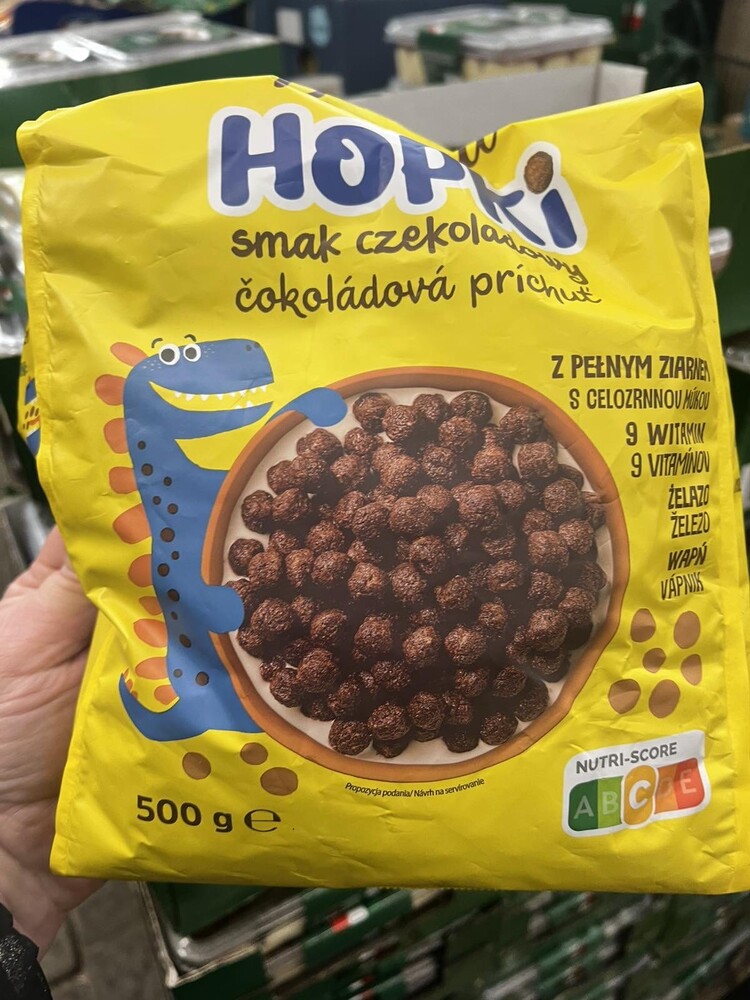 HOPKI
smak czekoladowy
čokoládová príchuť
Z PEŁNYM ZIARNEM
S CELOZRNNOU MÚKOU
9 WITAMIN
9 VITAMÍNOV
ŻELAZO
ŽELEZO
WAPŃ
VÁPNIK
Propozycja podania/ Návrh na servírovanie
500 g ℮
NUTRI-SCORE
A B C D E